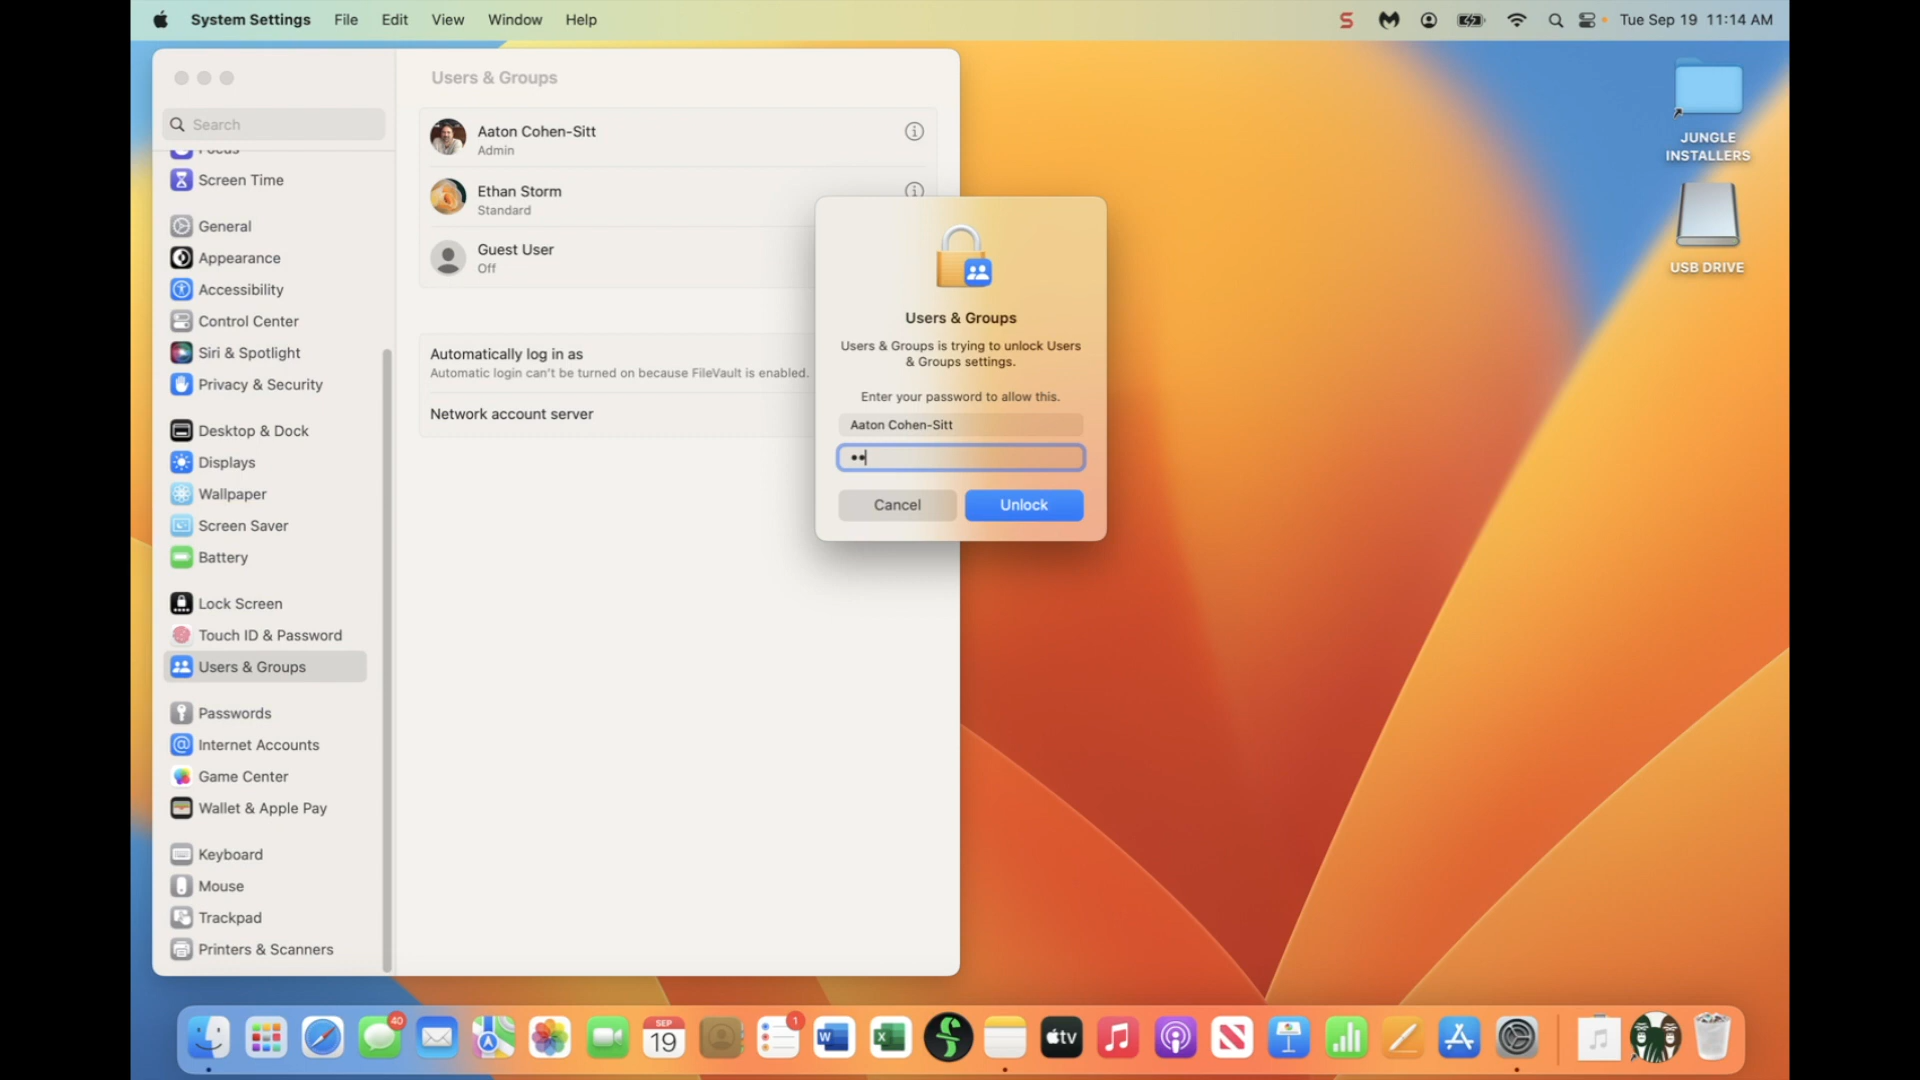 System Settings File Edit View Window Help
Tue Sep 19 11:14 AM
Search
Focus
Screen Time
General
Appearance
Accessibility
Control Center
Siri & Spotlight
Privacy & Security
Desktop & Dock
Displays
Wallpaper
Screen Saver
Battery
Lock Screen
Touch ID & Password
Users & Groups
Passwords
Internet Accounts
Game Center
Wallet & Apple Pay
Keyboard
Mouse
Trackpad
Printers & Scanners
Users & Groups
Aaton Cohen-Sitt
Admin
Ethan Storm
Standard
Guest User
Off
Automatically log in as
Automatic login can't be turned on because FileVault is enabled.
Network account server
Users & Groups
Users & Groups is trying to unlock Users
& Groups settings.
Enter your password to allow this.
Aaton Cohen-Sitt
Cancel Unlock
JUNGLE
INSTALLERS
USB DRIVE
40
SEP
19
1
W
X
tv